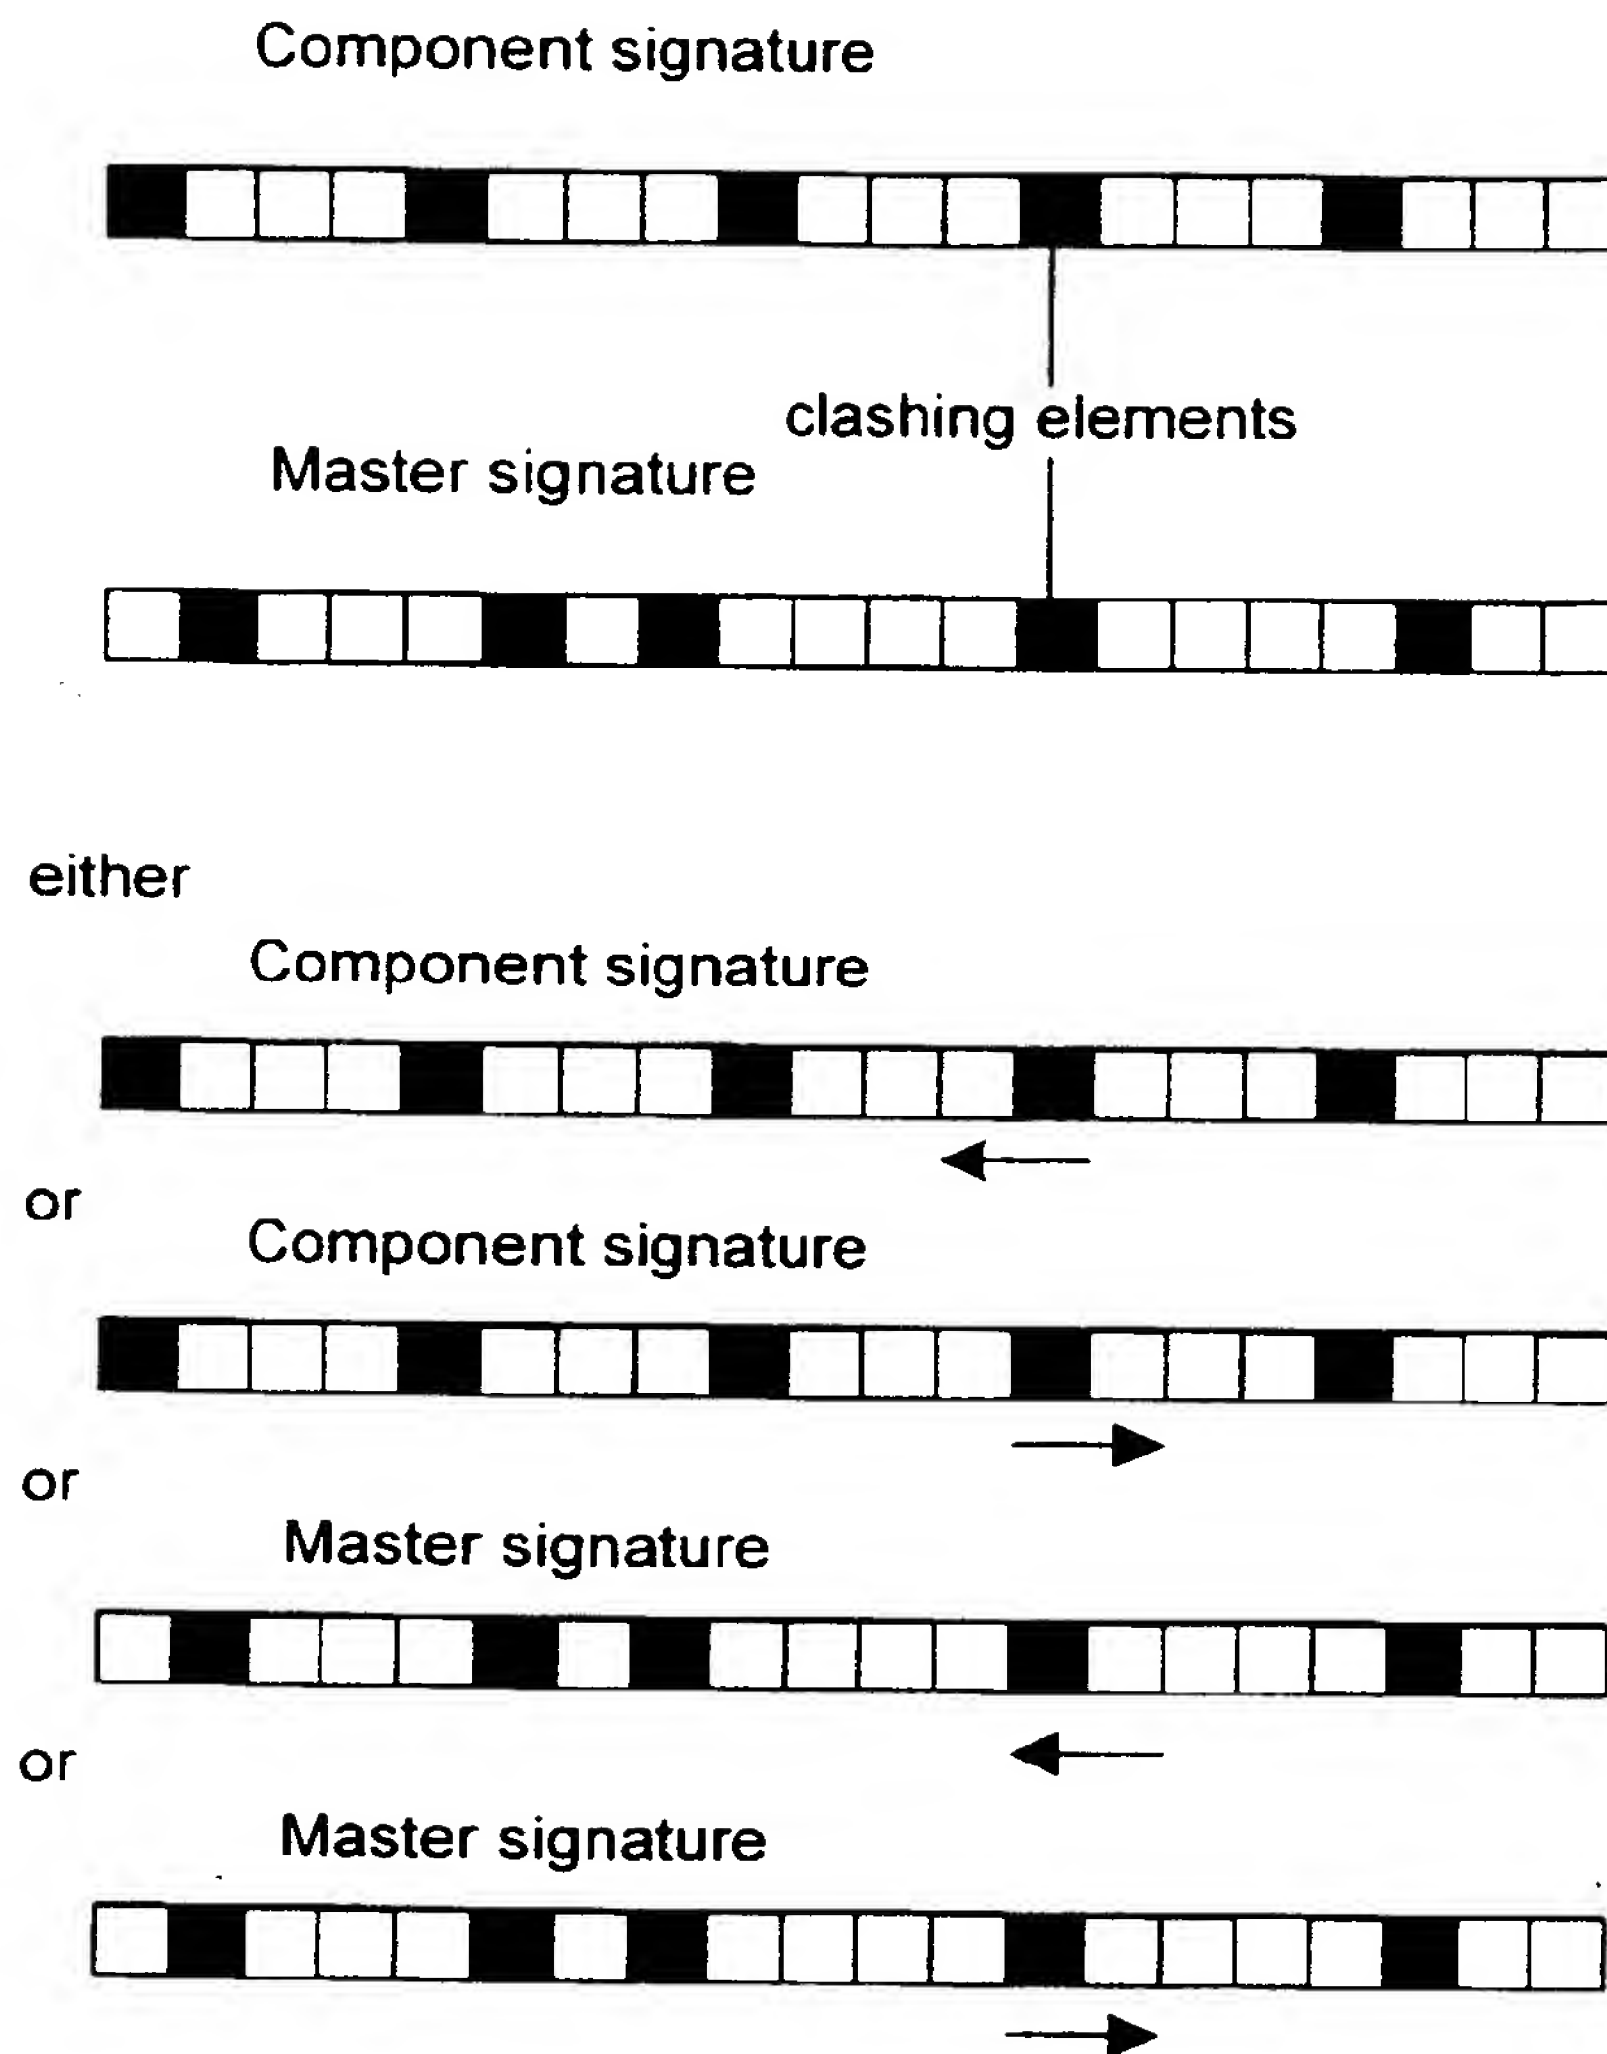 Component signature
clashing elements
Master signature
either
Component signature
or
Component signature
or
Master signature
or
Master signature